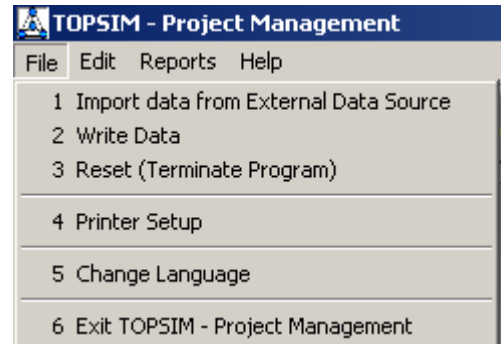 TOPSIM - Project Management
File Edit Reports Help
1 Import data from External Data Source
2 Write Data
3 Reset (Terminate Program)
4 Printer Setup
5 Change Language
6 Exit TOPSIM - Project Management